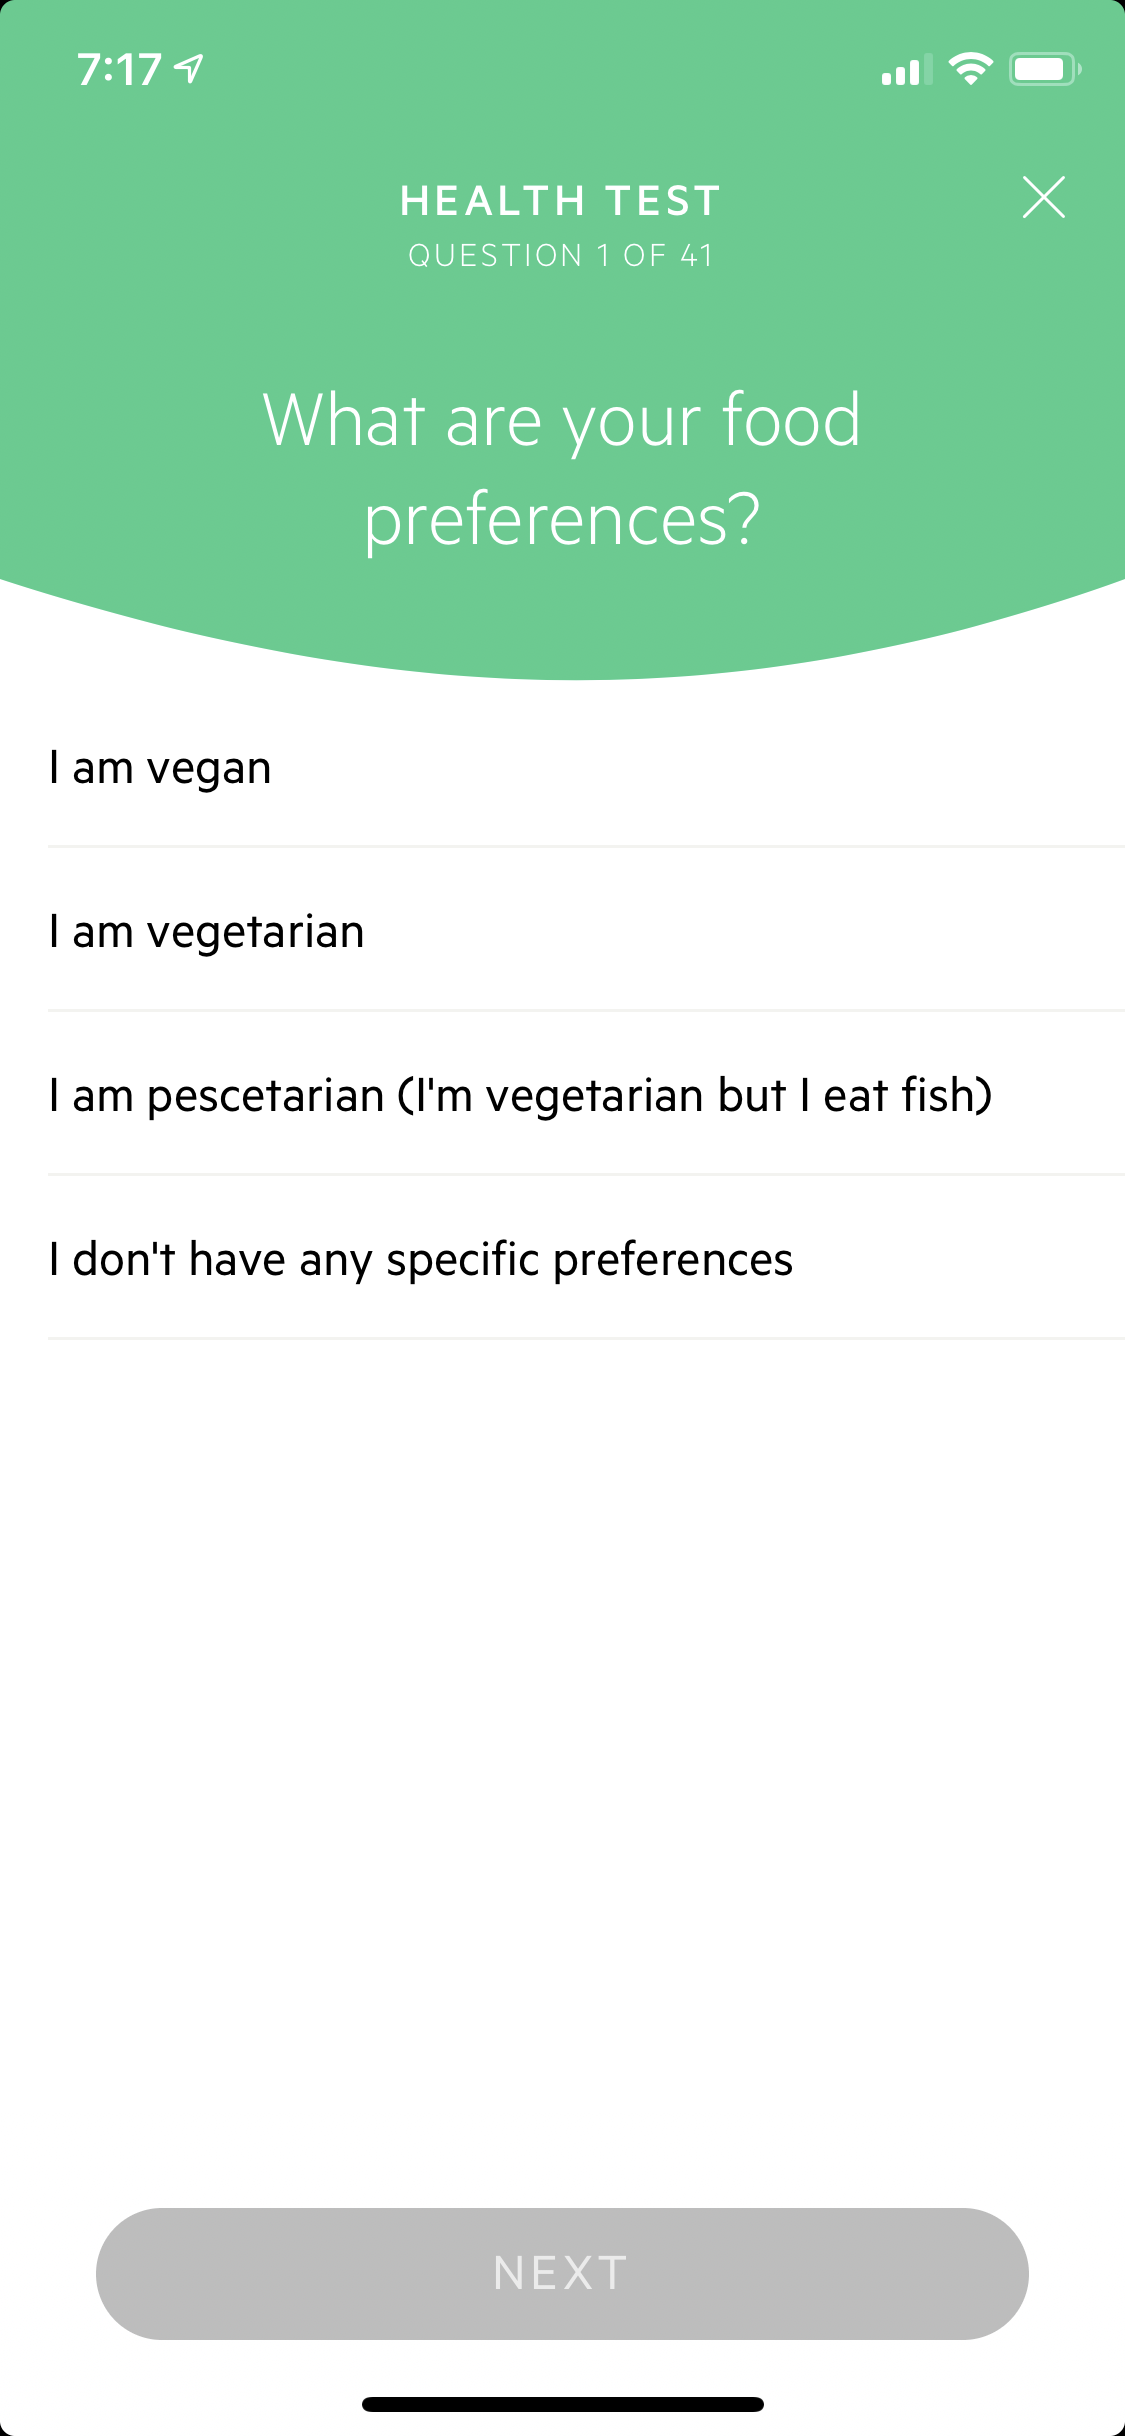 7:17
HEALTH TEST
QUESTION 1 OF 41
What are your food
preferences?
I am vegan
I am vegetarian
I am pescetarian (I'm vegetarian but I eat fish)
I don't have any specific preferences
NEXT